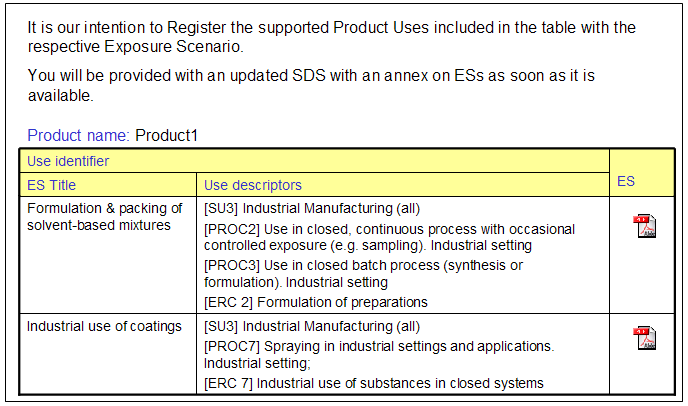 It is our intention to Register the supported Product Uses included in the table with the
respective Exposure Scenario.
You will be provided with an updated SDS with an annex on ESs as soon as it is
available.
Product name: Product1
Use identifier
ES Title
Use descriptors
ES
Formulation & packing of
solvent-based mixtures
[SU3] Industrial Manufacturing (all)
[PROC2] Use in closed, continuous process with occasional
controlled exposure (e.g. sampling). Industrial setting
[PROC3] Use in closed batch process (synthesis or
formulation). Industrial setting
[ERC 2] Formulation of preparations
Industrial use of coatings
[SU3] Industrial Manufacturing (all)
[PROC7] Spraying in industrial settings and applications.
Industrial setting;
[ERC 7] Industrial use of substances in closed systems